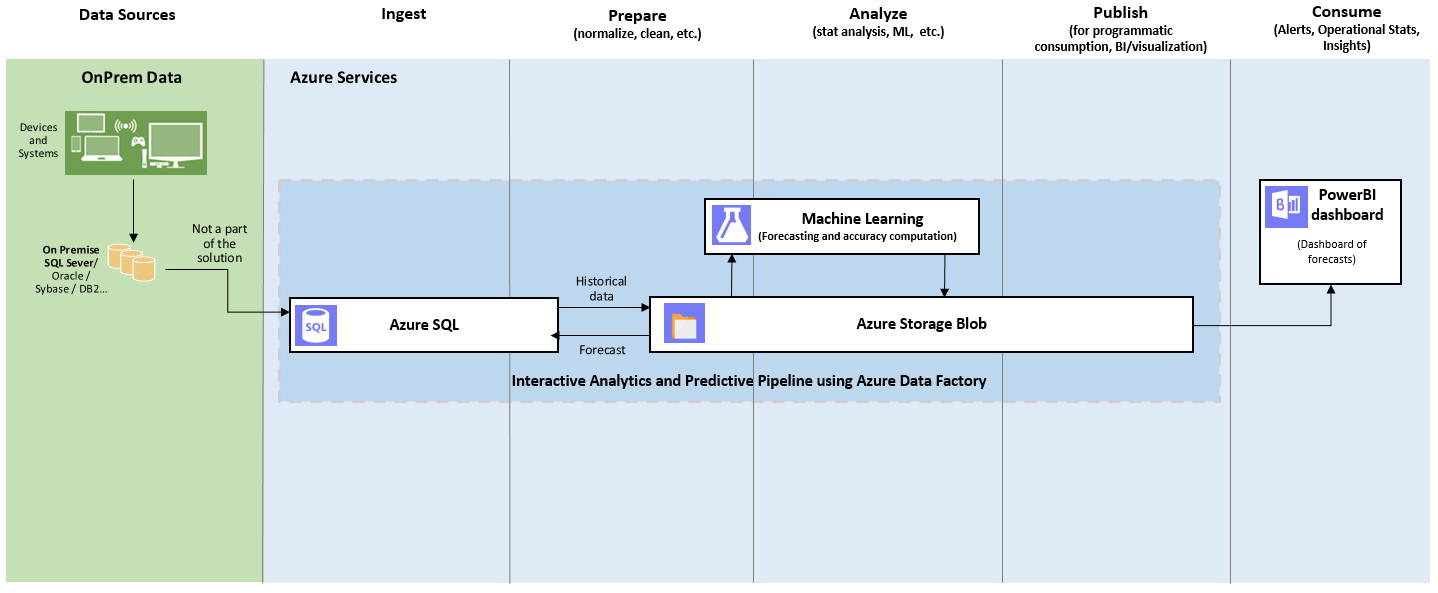 Data Sources
Ingest
Prepare
(normalize, clean, etc.)
Analyze
(stat analysis, ML, etc.)
Publish
(for programmatic
consumption, BI/visualization)
Consume
(Alerts, Operational Stats,
Insights)
OnPrem Data
Azure Services
Devices
and
Systems
On Premise
SQL Sever/
Oracle /
Sybase / DB2...
Not a part
of the
solution
SQL
Azure SQL
Historical
data
Forecast
Machine Learning
(Forecasting and accuracy computation)
Azure Storage Blob
Interactive Analytics and Predictive Pipeline using Azure Data Factory
B
PowerBI
dashboard
(Dashboard of
forecasts)